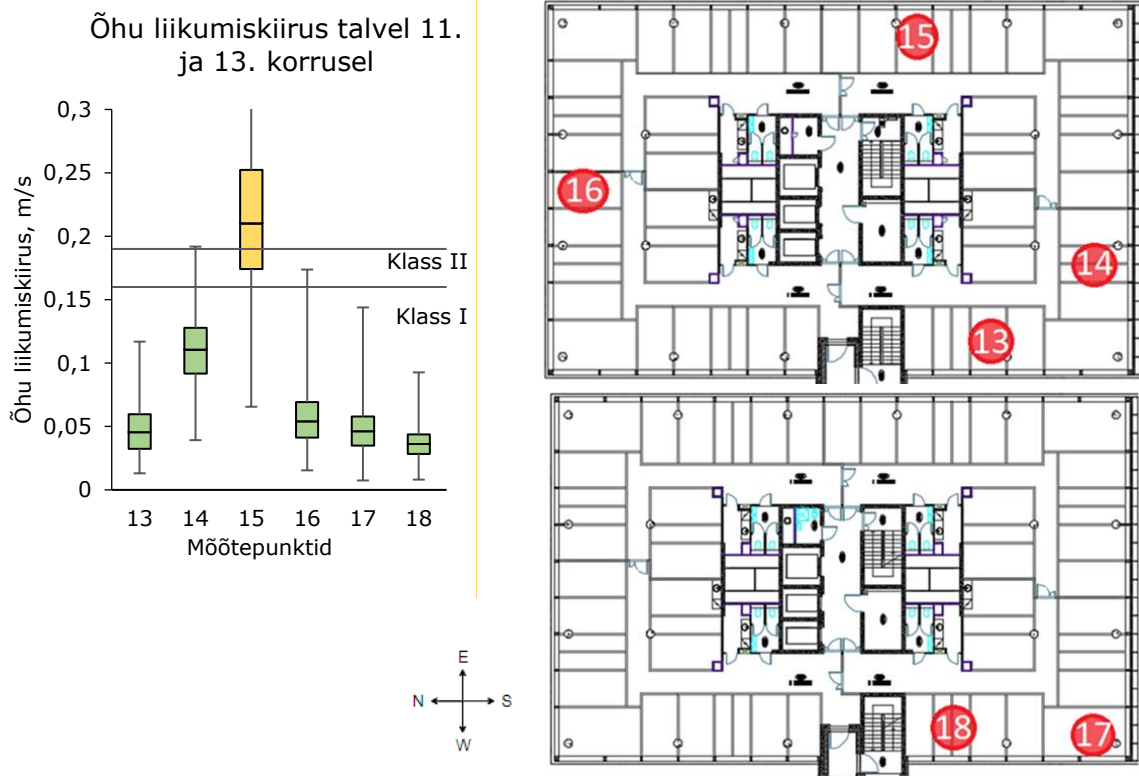 Õhu liikumiskiirus talvel 11.
ja 13. korrusel
Õhu liikumiskiirus, m/s
0,3
0,25
0,2
0,15
0,1
0,05
0
Klass II
Klass I
13 14 15 16 17 18
Mõõtepunktid
15
16
14
13
18
17
E
N S
W